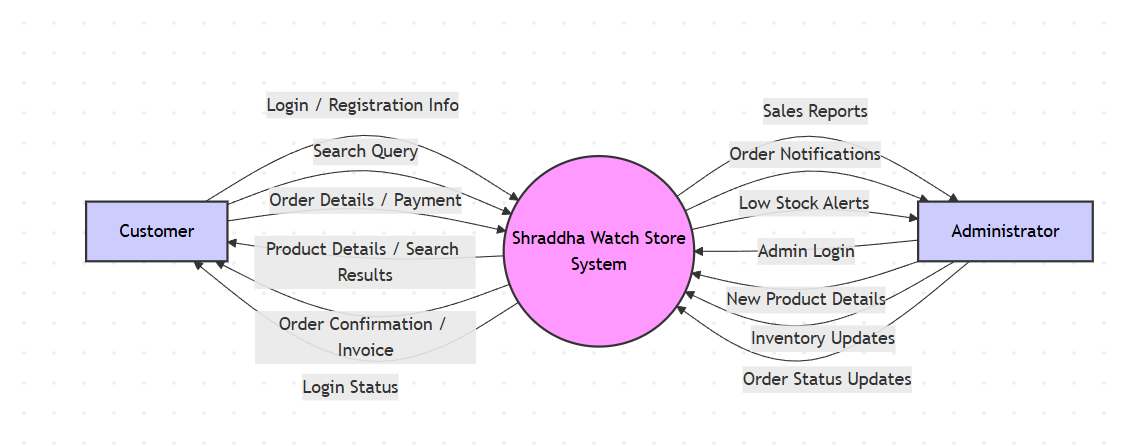 Login / Registration Info
Search Query
Order Details / Payment
Customer
Product Details / Search
Results
Order Confirmation /
Invoice
Login Status
Shraddha Watch Store
System
Sales Reports
Order Notifications
Low Stock Alerts
Administrator
Admin Login
New Product Details
Inventory Updates
Order Status Updates